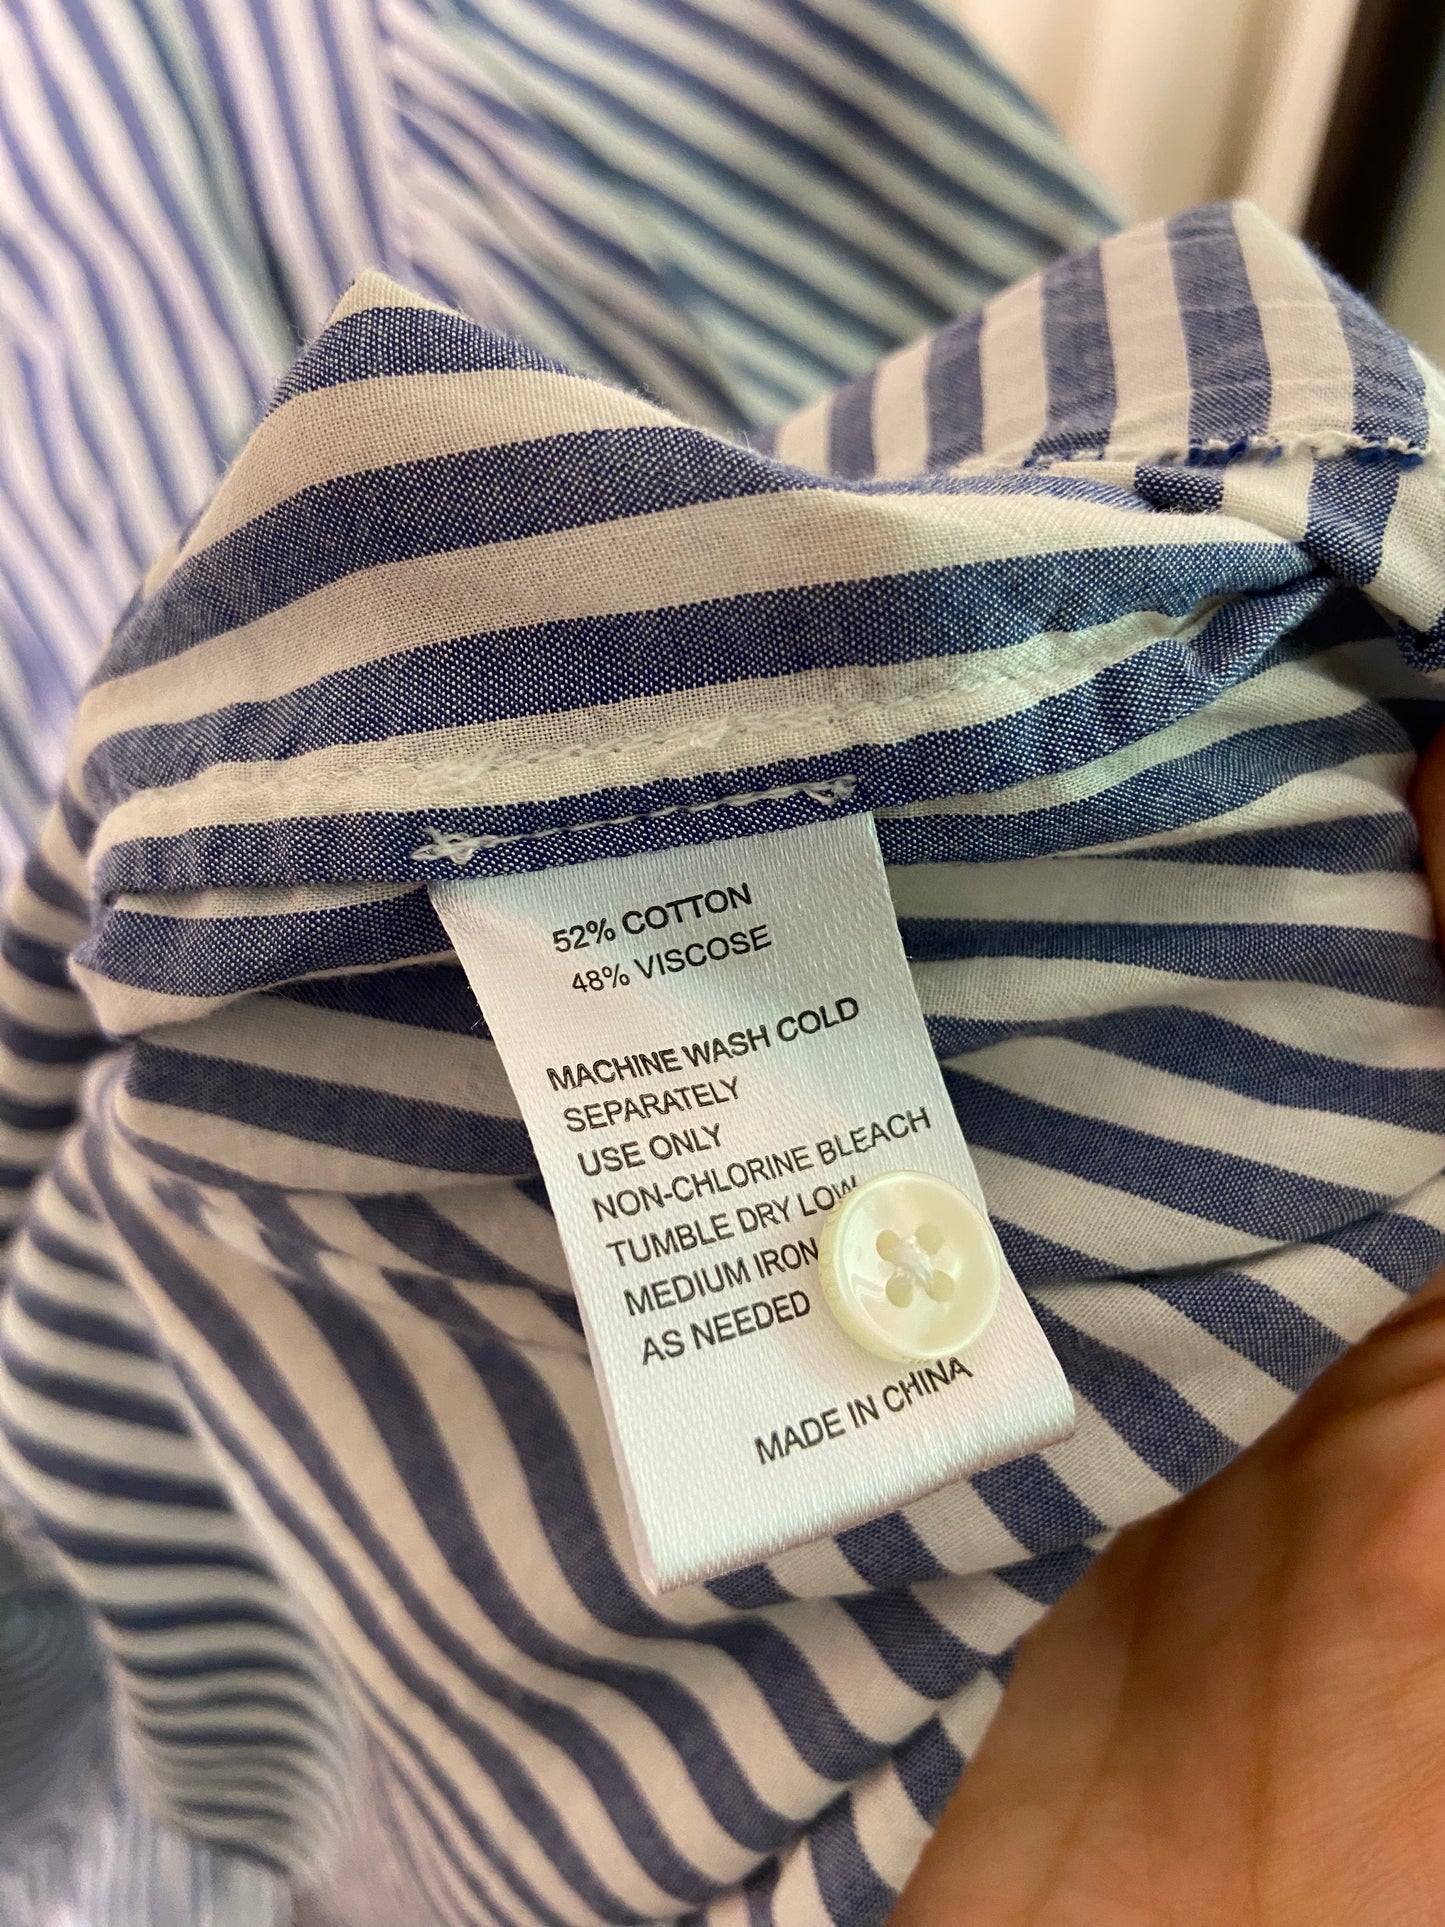 52% COTTON
48% VISCOSE
MACHINE WASH COLD
SEPARATELY
USE ONLY
NON-CHLORINE BLEACH
TUMBLE DRY LOW
MEDIUM IRON
AS NEEDED
MADE IN CHINA